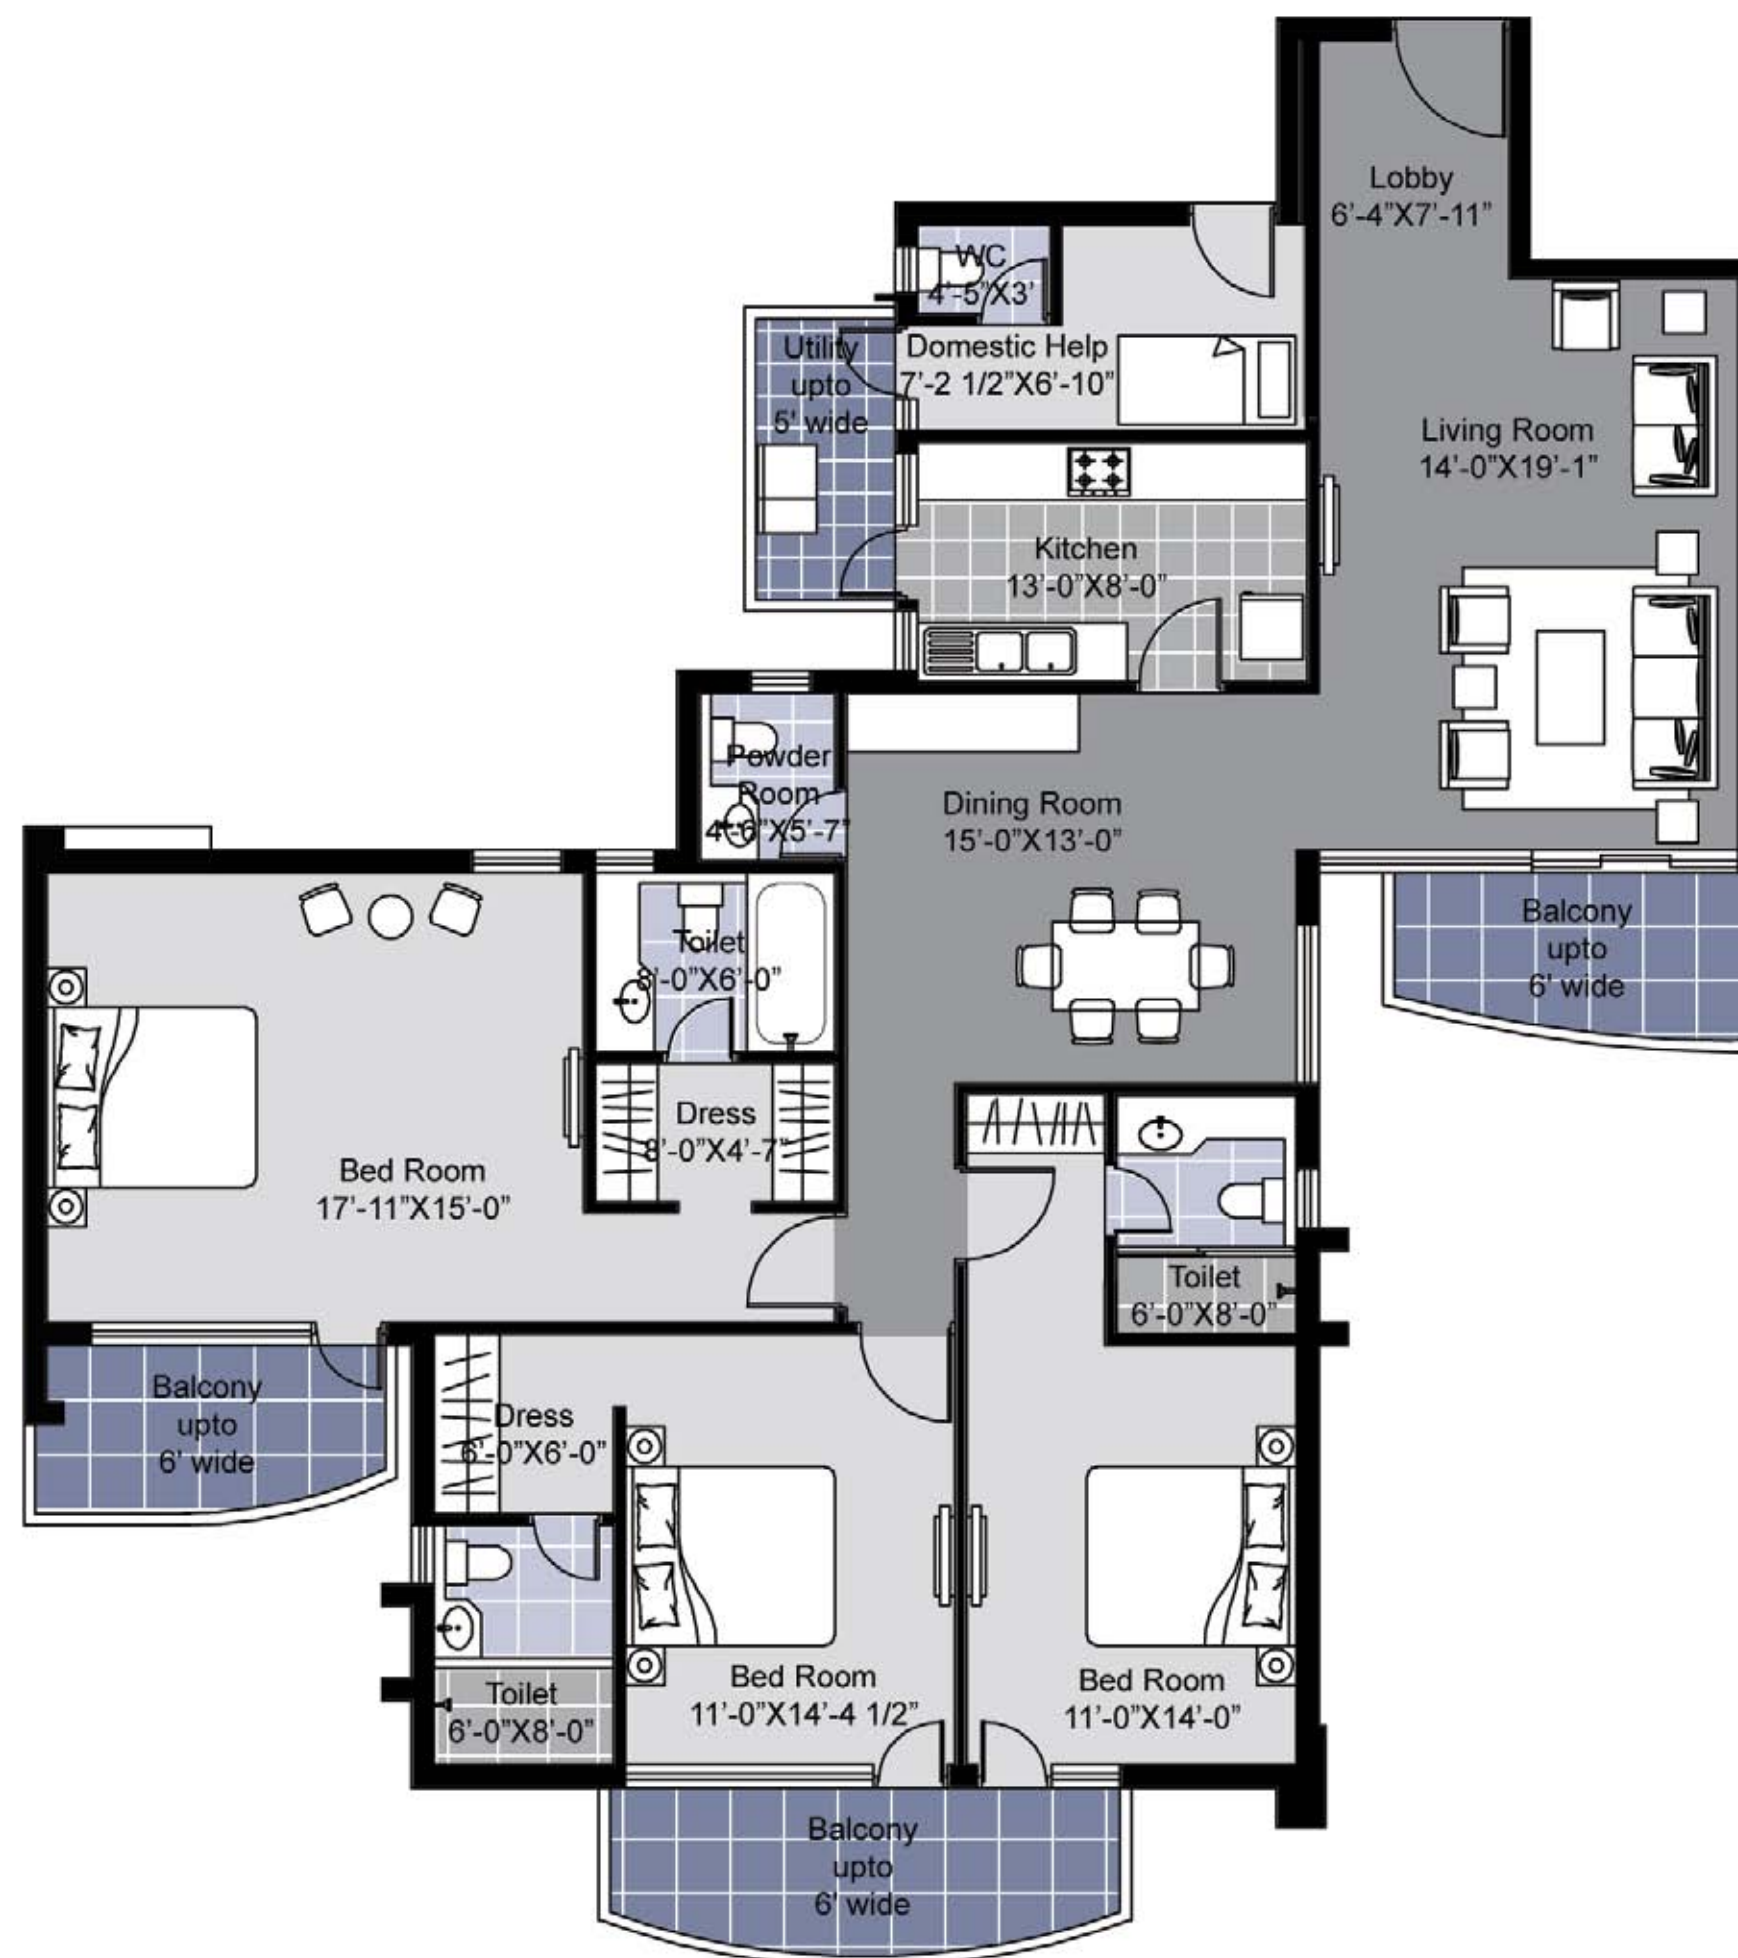 Lobby
6’-4”X7’-11”
WC
4’-5”X3’
Utility
upto
5' wide
Domestic Help
7’-2 1/2”X6’-10”
Living Room
14’-0”X19’-1”
Kitchen
13’-0”X8’-0”
Powder
Room
4’-6”X5’-7”
Dining Room
15’-0”X13’-0”
Balcony
upto
6' wide
Toilet
8’-0”X6’-0”
Dress
8’-0”X4’-7”
Bed Room
17’-11”X15’-0”
Toilet
6’-0”X8’-0”
Balcony
upto
6' wide
Dress
6’-0”X6’-0”
Toilet
6’-0”X8’-0”
Bed Room
11’-0”X14’-4 1/2”
Bed Room
11’-0”X14’-0”
Balcony
upto
6' wide